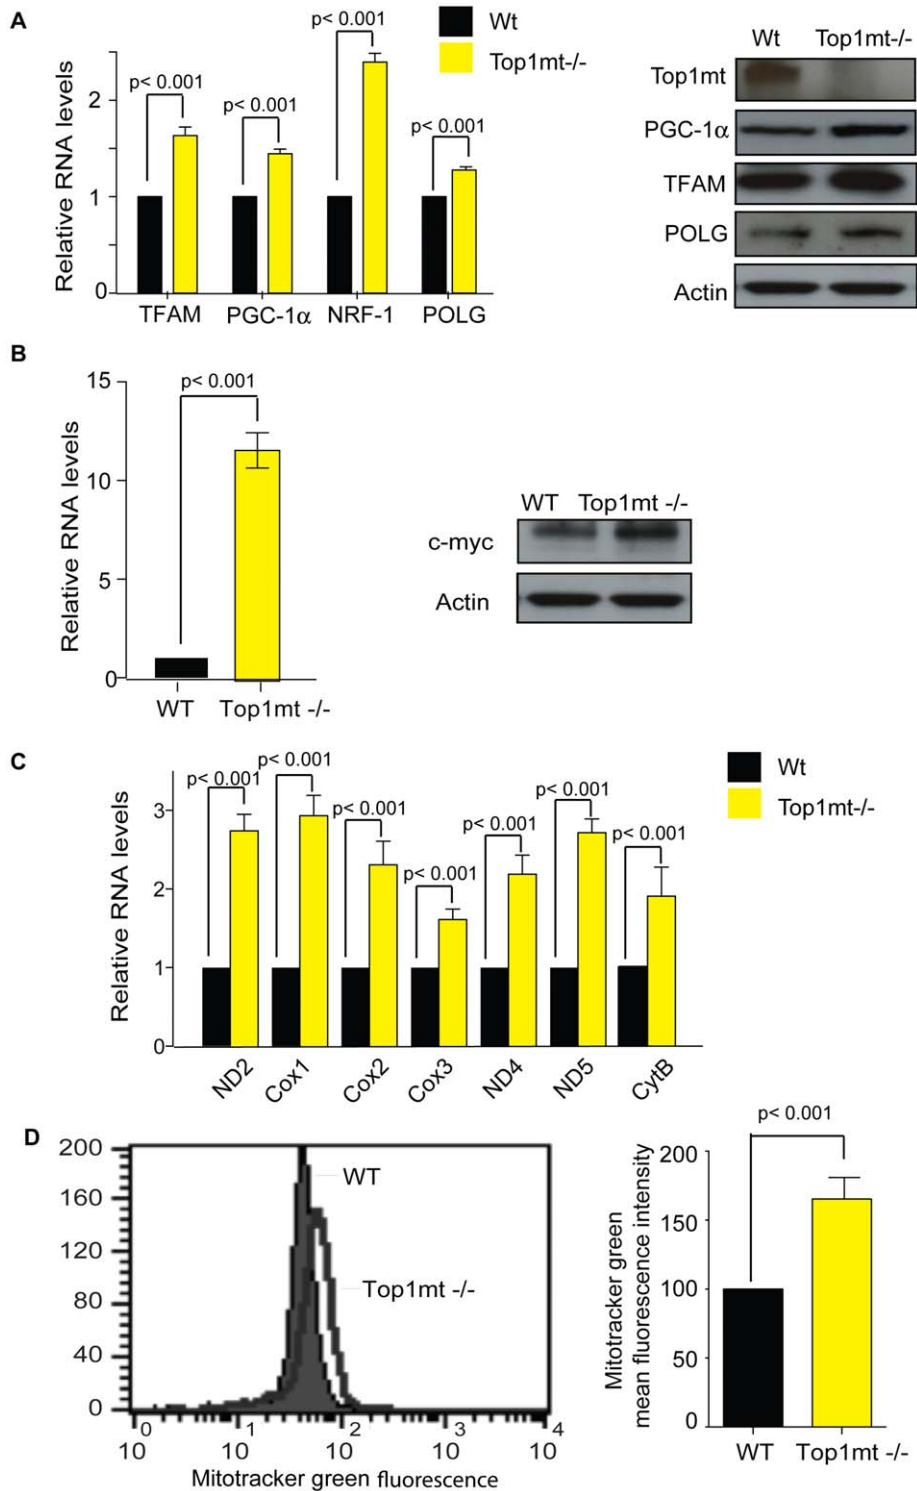 A
p< 0.001
p< 0.001
p< 0.001
p< 0.001
Wt
Top1mt-/-
Relative RNA levels
2
1
0
TFAM
PGC-1α
NRF-1
POLG
Wt
Top1mt-/-
Top1mt
PGC-1α
TFAM
POLG
Actin
B
p< 0.001
Relative RNA levels
15
10
5
0
WT
Top1mt -/-
WT
Top1mt -/-
c-myc
Actin
C
p< 0.001
p< 0.001
p< 0.001
p< 0.001
p< 0.001
p< 0.001
p< 0.001
Wt
Top1mt-/-
Relative RNA levels
3
2
1
0
ND2
Cox1
Cox2
Cox3
ND4
ND5
CytB
D
200
160
120
80
40
0
WT
Top1mt -/-
10 0
10 1
10 2
10 3
10 4
Mitotracker green fluorescence
p< 0.001
Mitotracker green
mean fluorescence intensity
200
150
100
50
0
WT
Top1mt -/-